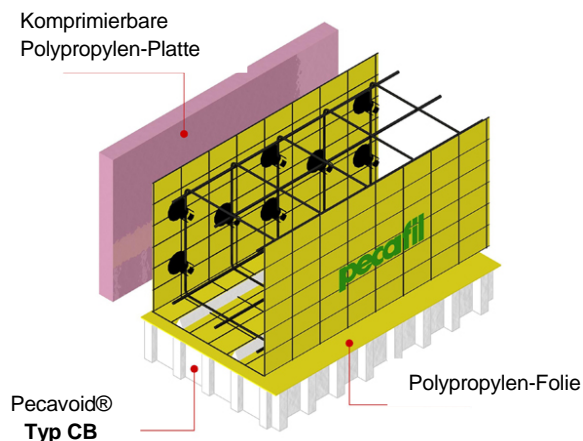 Komprimierbare
Polypropylen-Platte
pecafil
Polypropylen-Folie
Pecavoid®
Typ CB